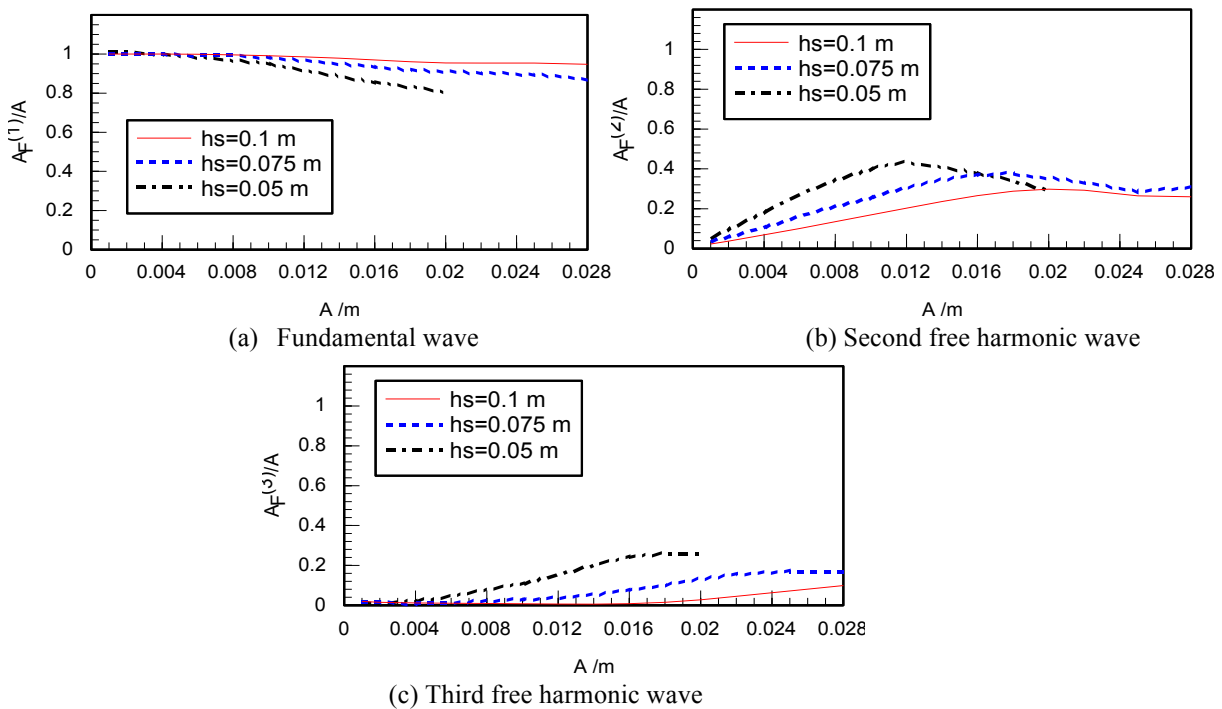 1
0.8
0.6
0.4
0.2
0
A_F^(1)/A
hs=0.1 m
hs=0.075 m
hs=0.05 m
0 0.004 0.008 0.012 0.016 0.02 0.024 0.028
A /m
(a) Fundamental wave
1
0.8
0.6
0.4
0.2
0
A_F^(2)/A
hs=0.1 m
hs=0.075 m
hs=0.05 m
0 0.004 0.008 0.012 0.016 0.02 0.024 0.028
A /m
(b) Second free harmonic wave
1
0.8
0.6
0.4
0.2
0
A_F^(3)/A
hs=0.1 m
hs=0.075 m
hs=0.05 m
0 0.004 0.008 0.012 0.016 0.02 0.024 0.028
A /m
(c) Third free harmonic wave